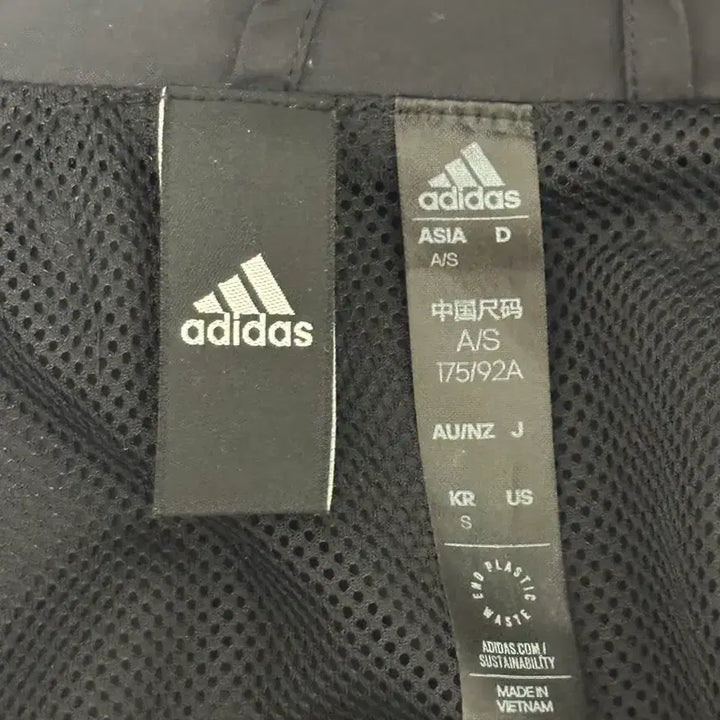 adidas
adidas
ASIA D
A/S
中国尺码
A/S
175/92A
AU/NZ J
KR US
S
END PLASTIC WASTE
ADIDAS.COM/
SUSTAINABILITY
MADE IN
VIETNAM